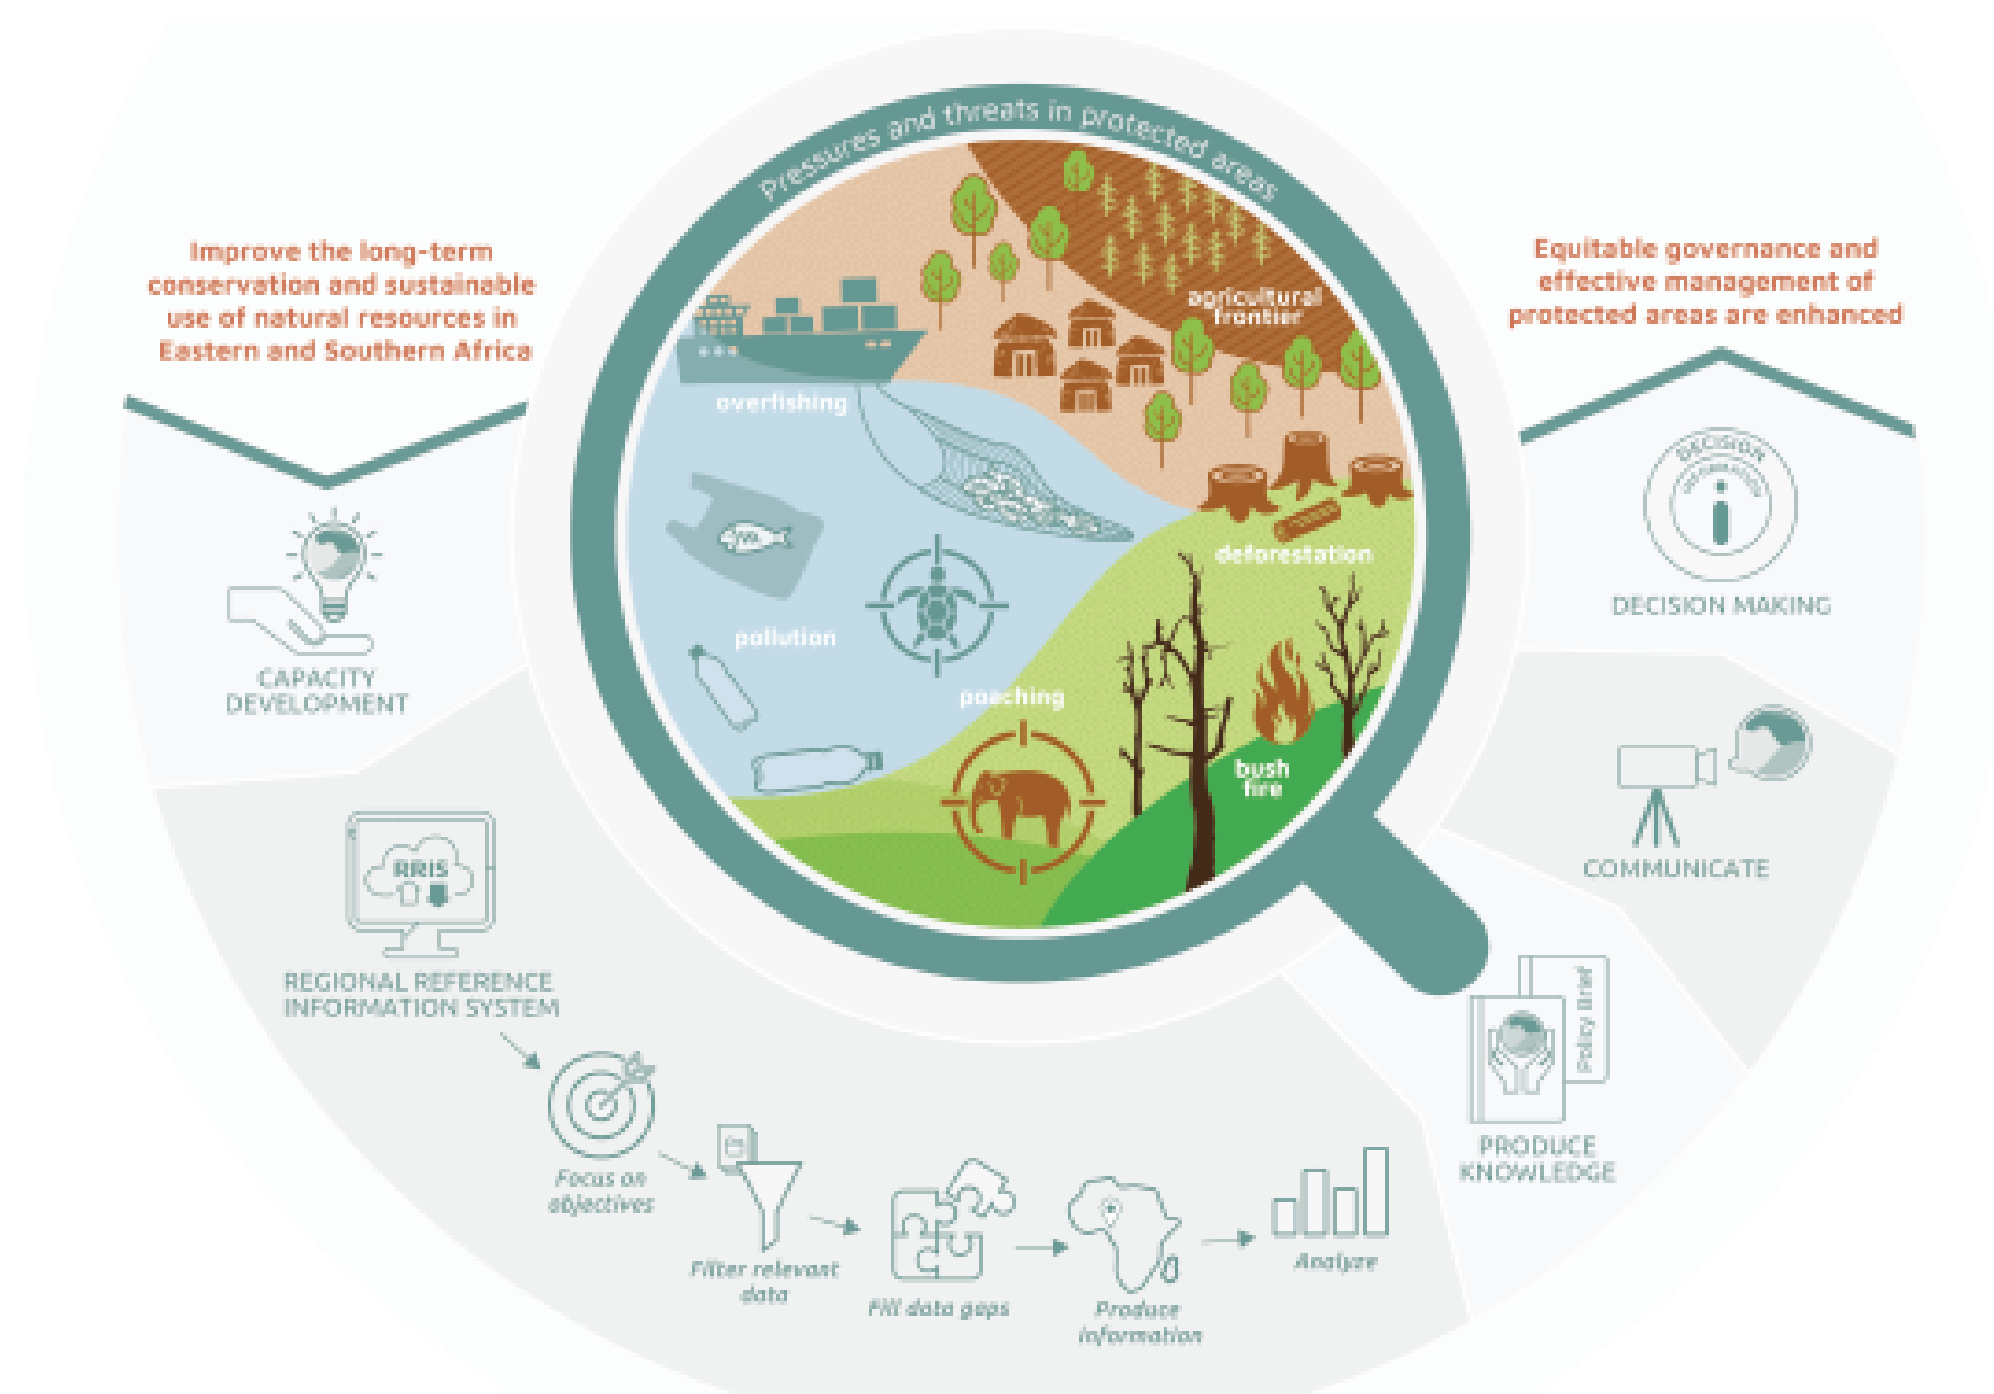 Pressures and threats in protected areas
Improve the long-term
conservation and sustainable
use of natural resources in
Eastern and Southern Africa
Equitable governance and
effective management of
protected areas are enhanced
agricultural
frontier
overfishing
deforestation
pollution
poaching
bush
fire
CAPACITY
DEVELOPMENT
RRIS
REGIONAL REFERENCE
INFORMATION SYSTEM
Focus on
objectives
Filter relevant
data
Fill data gaps
Produce
information
Analyze
Policy Brief
PRODUCE
KNOWLEDGE
COMMUNICATE
DECISION
i
DECISION MAKING